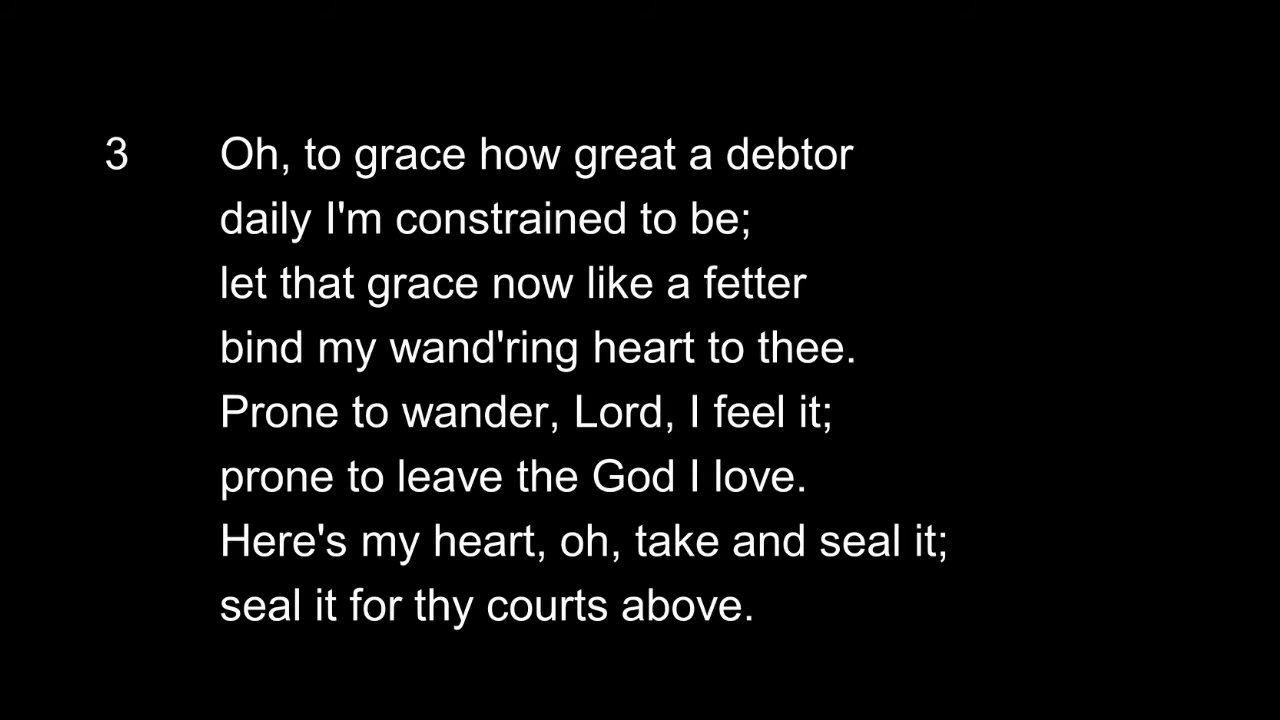 3 Oh, to grace how great a debtor
daily I'm constrained to be;
let that grace now like a fetter
bind my wand'ring heart to thee.
Prone to wander, Lord, I feel it;
prone to leave the God I love.
Here's my heart, oh, take and seal it;
seal it for thy courts above.